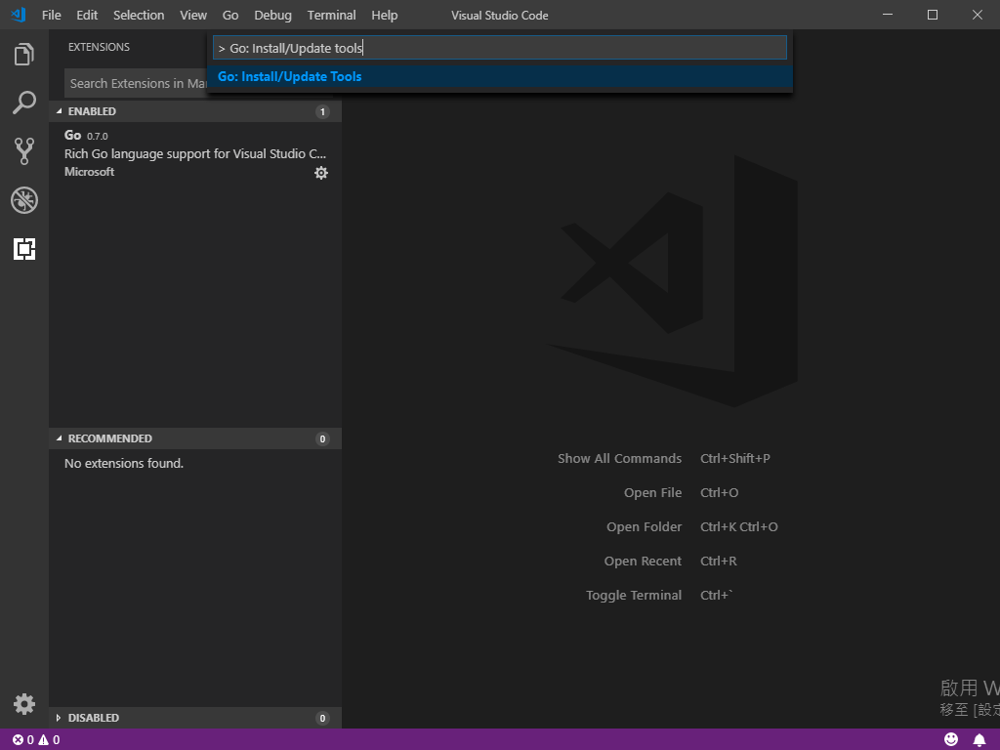 File Edit Selection View Go Debug Terminal Help Visual Studio Code
EXTENSIONS
> Go: Install/Update tools
Go: Install/Update Tools
Search Extensions in Mar
ENABLED 1
Go 0.7.0
Rich Go language support for Visual Studio C...
Microsoft
RECOMMENDED 0
No extensions found.
Show All Commands Ctrl+Shift+P
Open File Ctrl+O
Open Folder Ctrl+K Ctrl+O
Open Recent Ctrl+R
Toggle Terminal Ctrl+`
啟用 W
移至 [設定
DISABLED 0
0 0